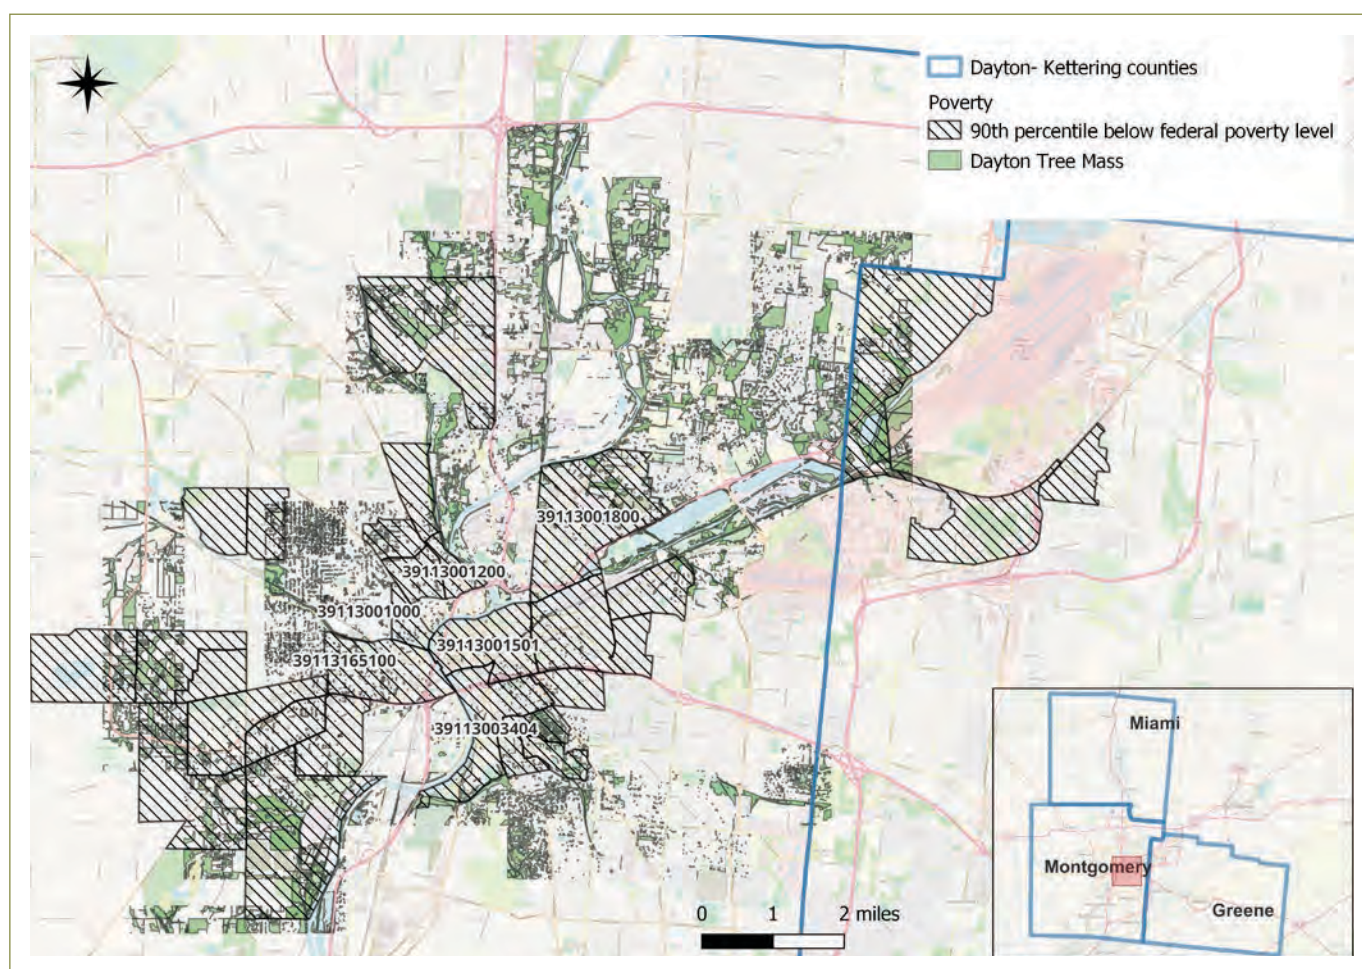 Dayton- Kettering counties
Poverty
90th percentile below federal poverty level
Dayton Tree Mass
39113001800
39113001200
39113001000
39113001501
39113165100
39113003404
0 1 2 miles
Miami
Montgomery
Greene